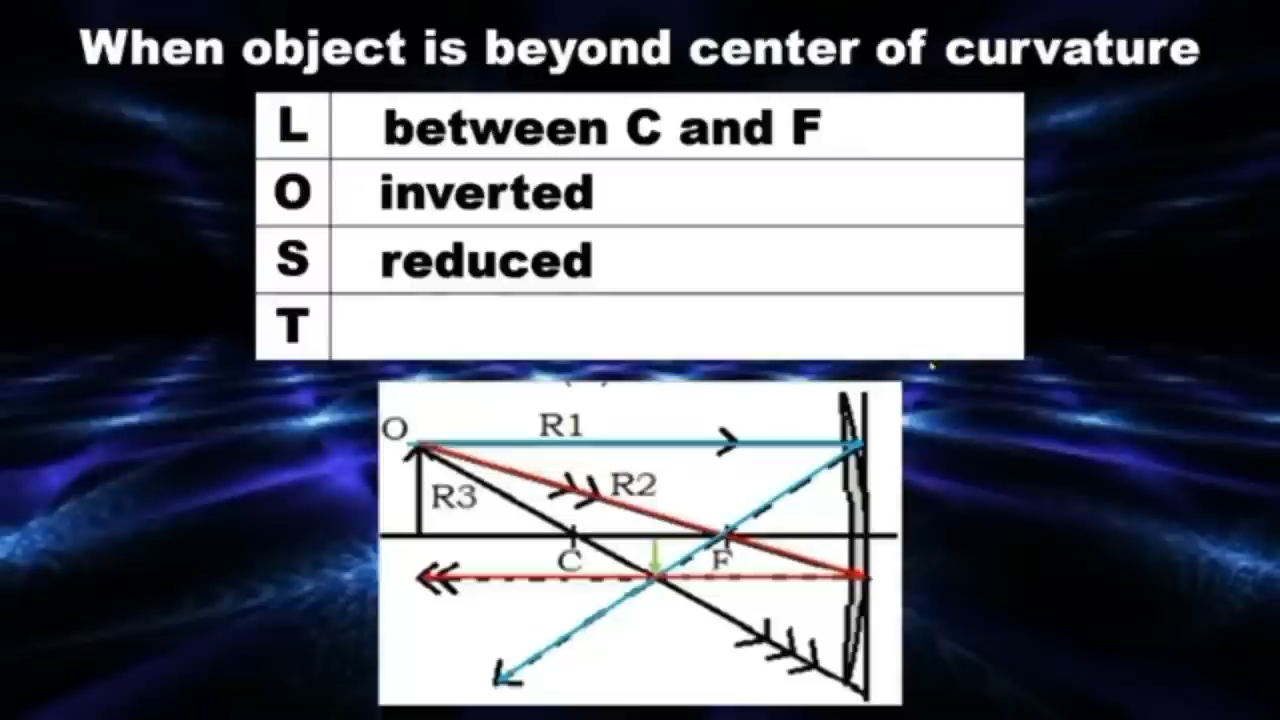 When object is beyond center of curvature
L between C and F
O inverted
S reduced
T
O R1
R2
R3
C F